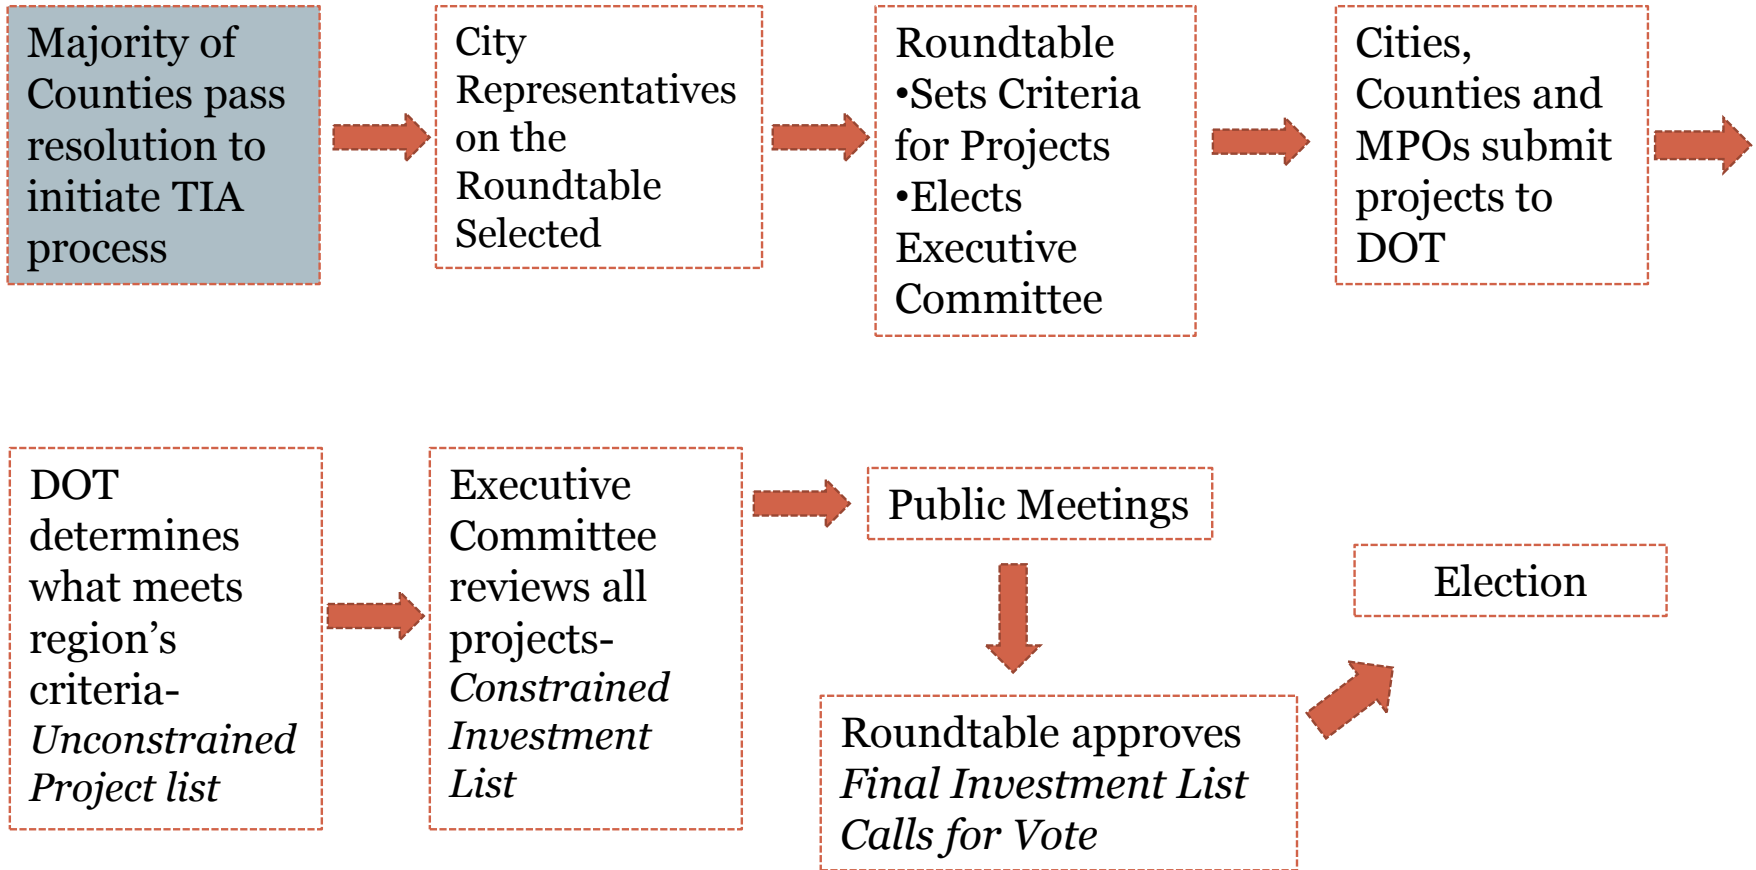 Majority of
Counties pass
resolution to
initiate TIA
process
City
Representatives
on the
Roundtable
Selected
Roundtable
•Sets Criteria
for Projects
•Elects
Executive
Committee
Cities,
Counties and
MPOs submit
projects to
DOT
DOT
determines
what meets
region’s
criteria-
Unconstrained
Project list
Executive
Committee
reviews all
projects-
Constrained
Investment
List
Public Meetings
Roundtable approves
Final Investment List
Calls for Vote
Election